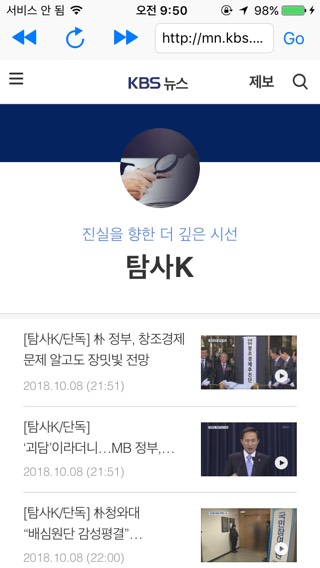 서비스 안 됨 오전 9:50 98%
http://mn.kbs.... Go
KBS 뉴스 제보
진실을 향한 더 깊은 시선
탐사K
[탐사K/단독] 朴 정부, 창조경제
문제 알고도 장밋빛 전망
2018.10.08 (21:51)
[탐사K/단독]
‘괴담’이라더니…MB 정부,…
2018.10.08 (21:51)
[탐사K/단독] 朴청와대
“배심원단 감성평결”…
2018.10.08 (22:00)